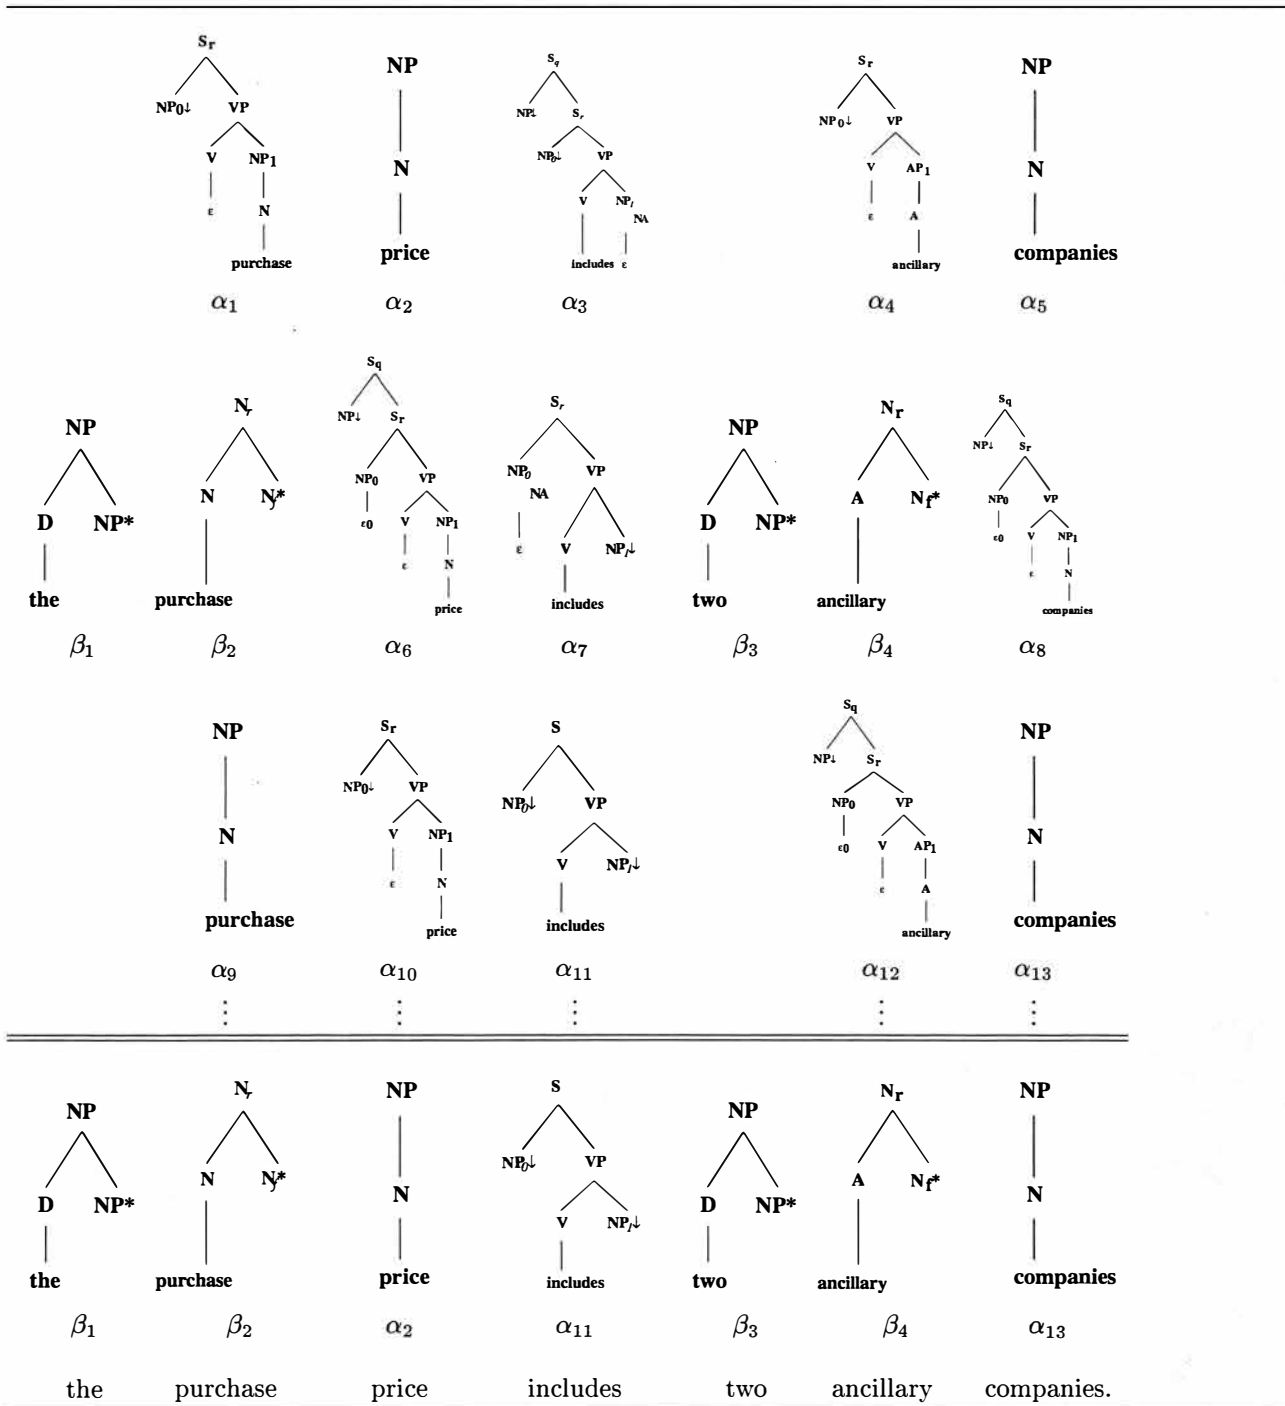 Sr NP Sq Sr NP
NP0↓ VP NP↓ Sr NP0↓ VP
V NP1 N NP0↓ VP V AP1 N
ε N V NP1 NA ε A
purchase price includes ε ancillary companies
α1 α2 α3 α4 α5
Sq
NP Nr NP↓ Sr Sr NP Nr Sq
NP↓ Sr
D NP* N Nf* NP0 VP NP0 NA VP D NP* A Nf* NP0 VP
ε0 V NP1 ε V NP1↓ ε0 V NP1
ε N ε N
the purchase price includes two ancillary companies
β1 β2 α6 α7 β3 β4 α8
NP Sr S Sq NP
NP0↓ VP NP0↓ VP NP↓ Sr
N V NP1 V NP1↓ NP0 VP N
ε N ε0 V AP1
ε A
purchase price includes ancillary companies
α9 α10 α11 α12 α13
⋮ ⋮ ⋮ ⋮ ⋮
NP Nr NP S NP Nr NP
D NP* N Nf* N NP0↓ VP D NP* A Nf* N
V NP1↓
the purchase price includes two ancillary companies
β1 β2 α2 α11 β3 β4 α13
the purchase price includes two ancillary companies.